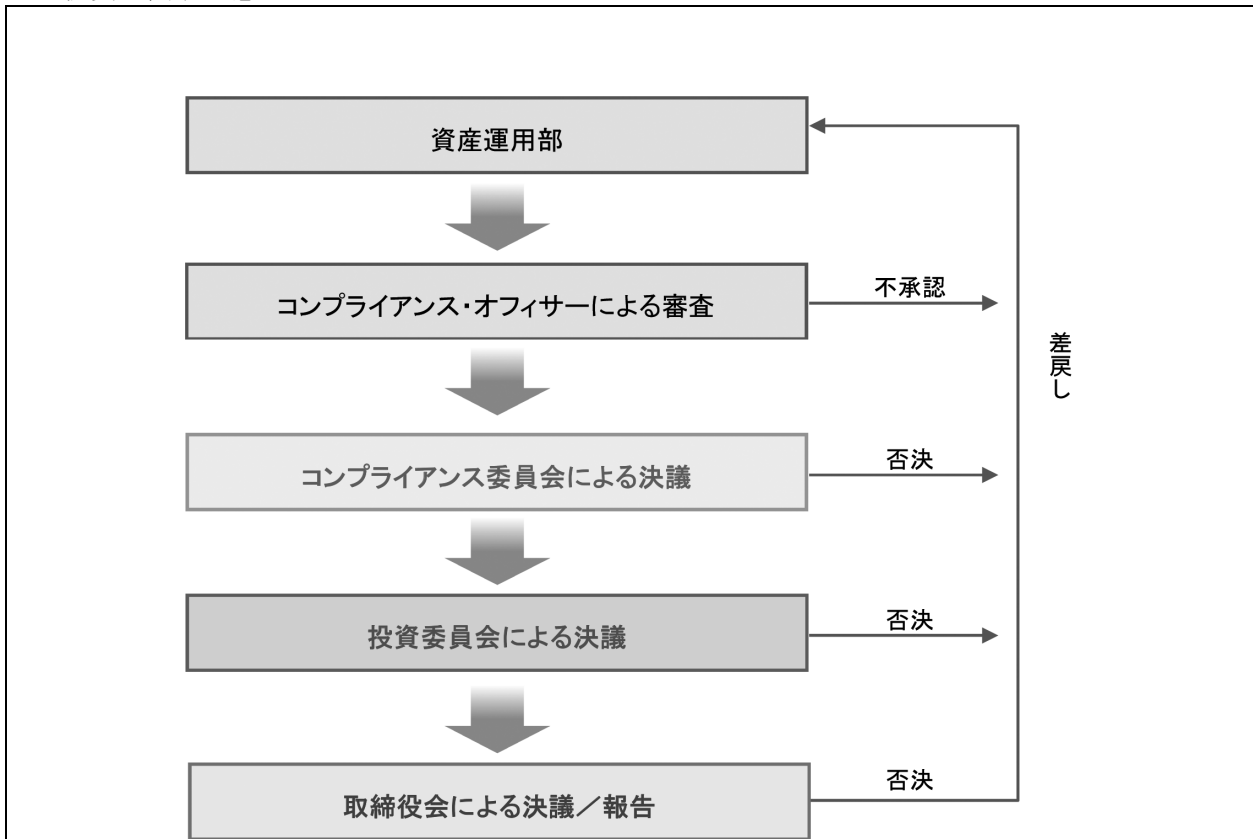 資産運用部
コンプライアンス・オフィサーによる審査
不承認
差戻し
コンプライアンス委員会による決議
否決
投資委員会による決議
否決
取締役会による決議／報告
否決